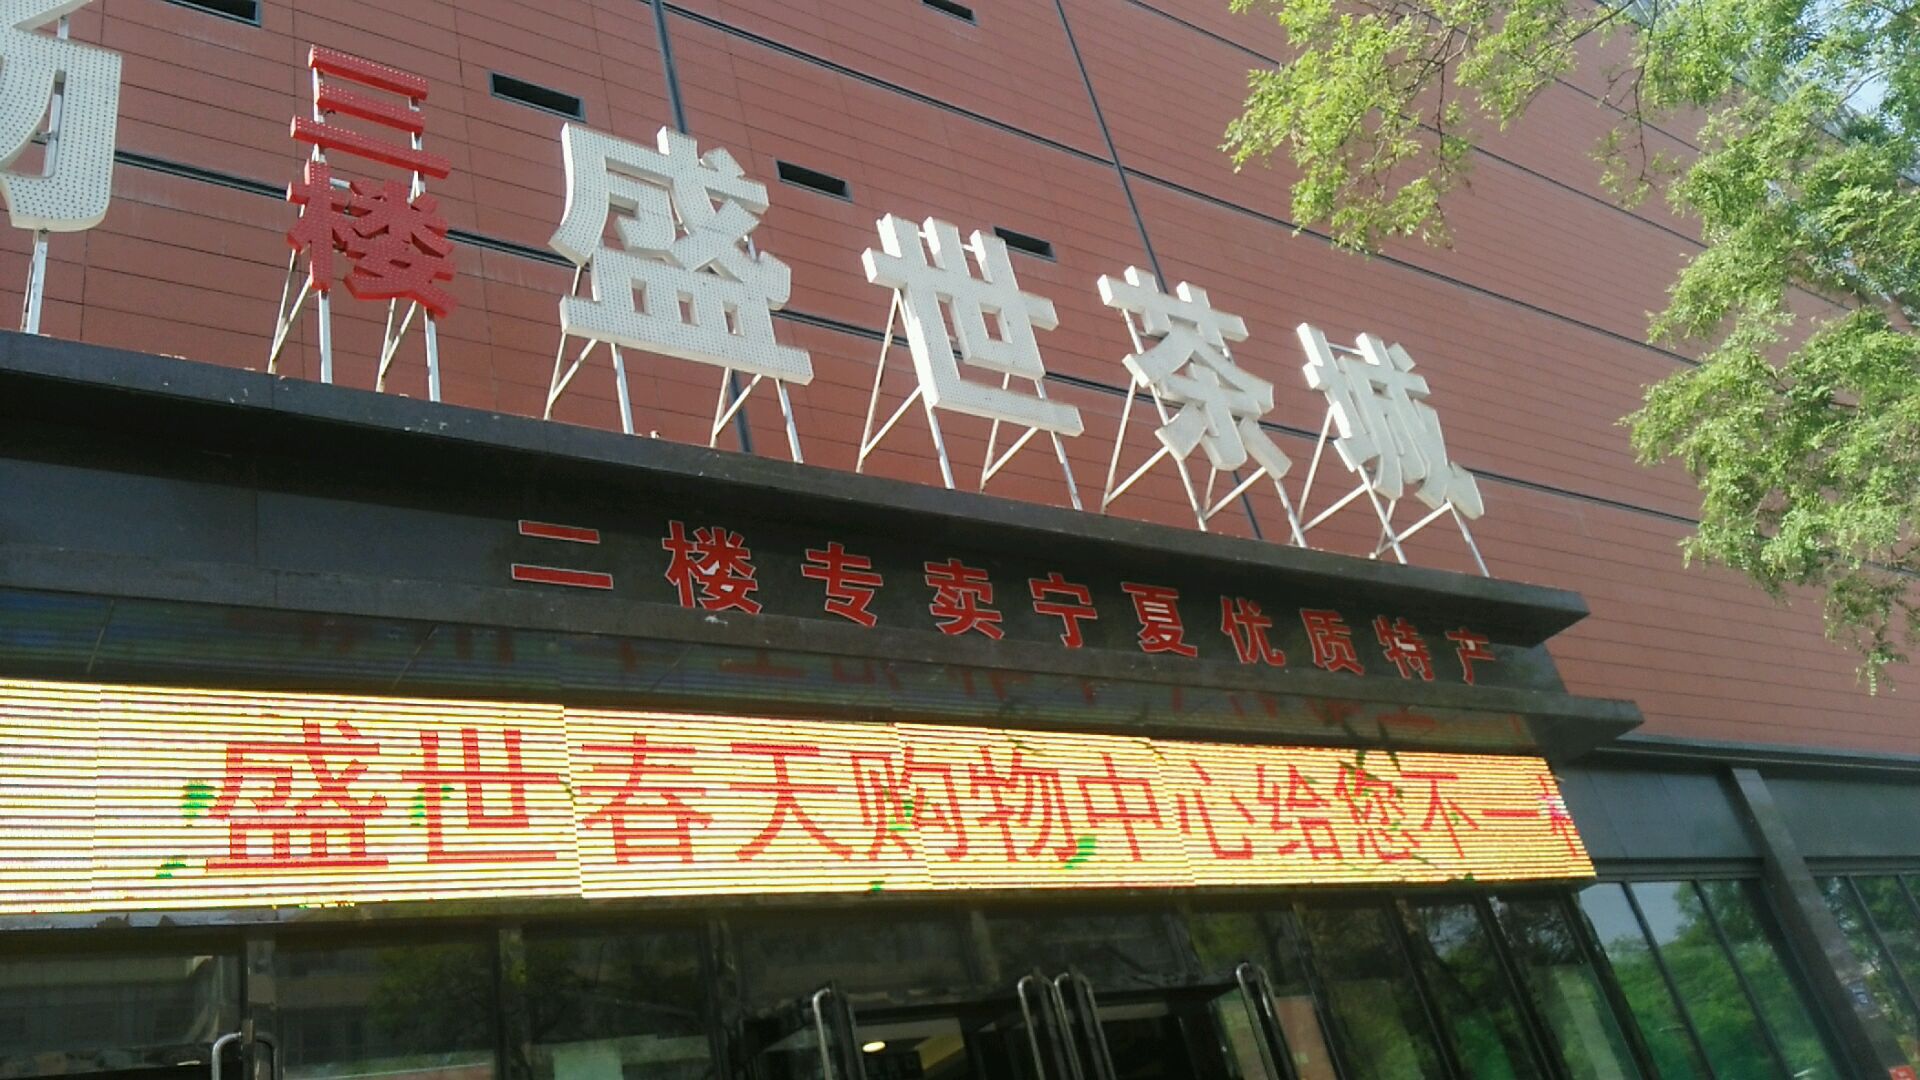 三楼
盛世茶城
二楼专卖宁夏优质特产
盛世春天购物中心给您不一